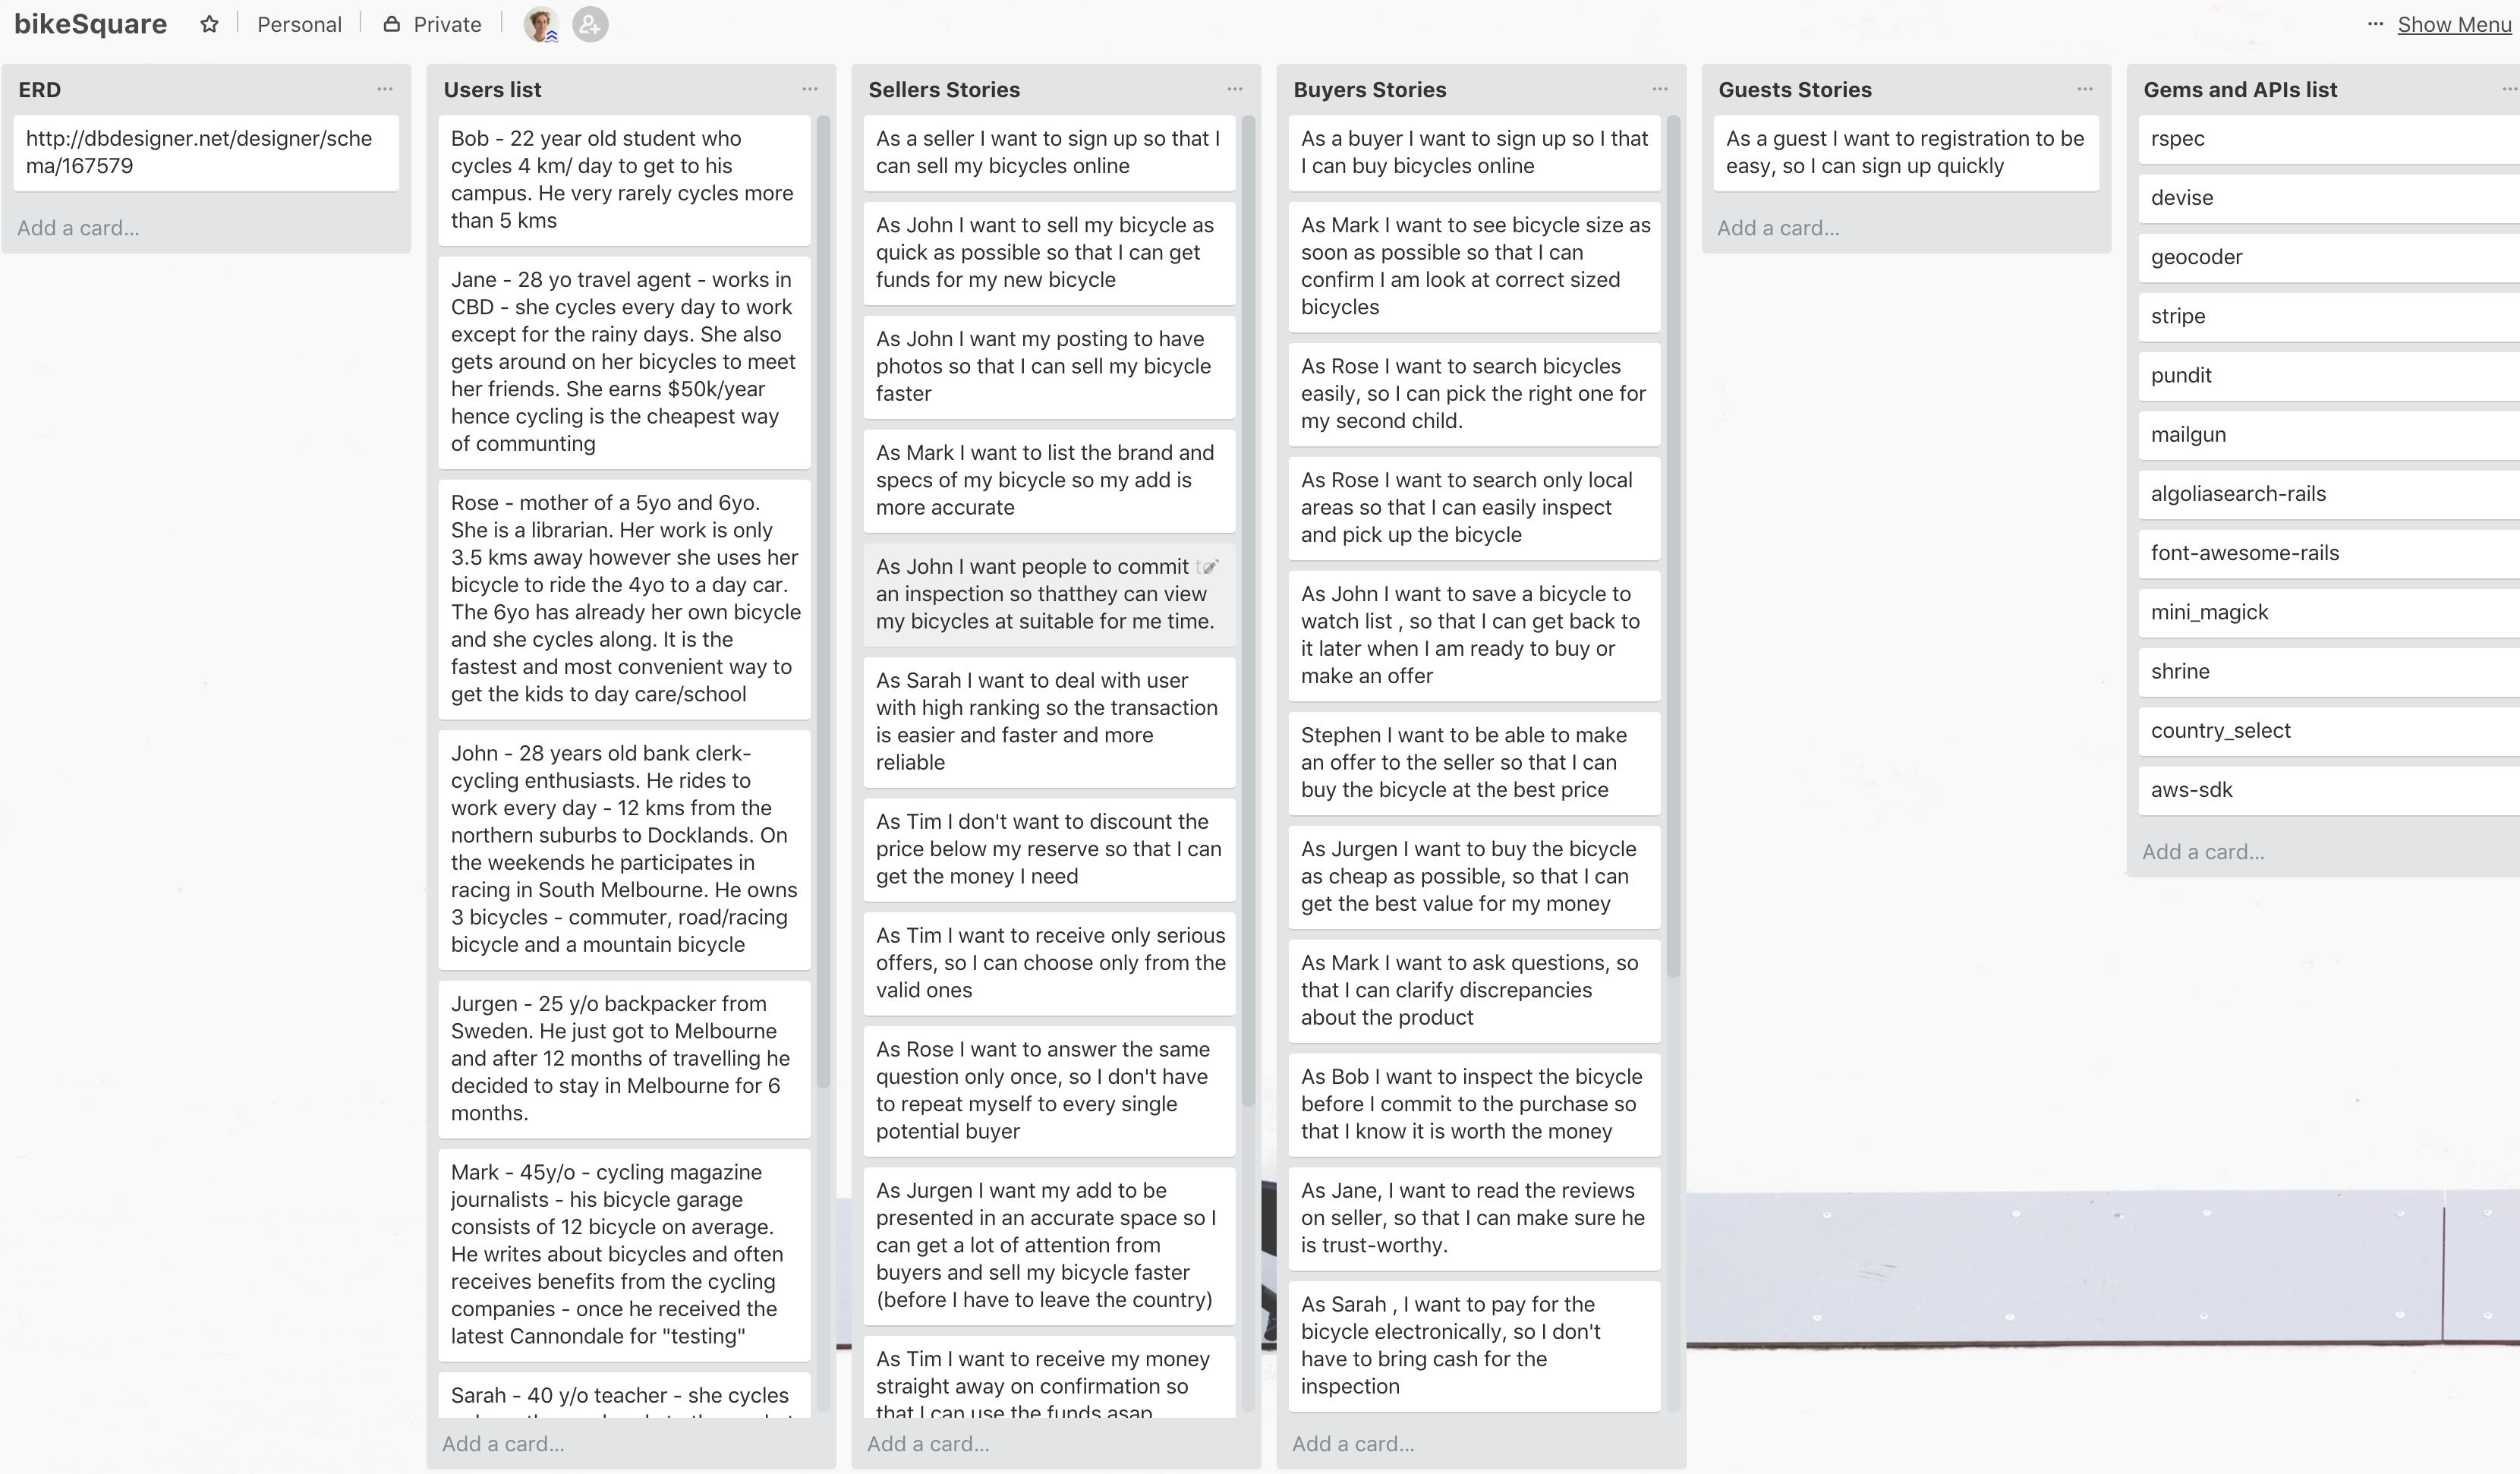 bikeSquare
Personal
Private
Show Menu
ERD
http://dbdesigner.net/designer/sche
ma/167579
Add a card...
Users list
Bob - 22 year old student who
cycles 4 km/ day to get to his
campus. He very rarely cycles more
than 5 kms
Jane - 28 yo travel agent - works in
CBD - she cycles every day to work
except for the rainy days. She also
gets around on her bicycles to meet
her friends. She earns $50k/year
hence cycling is the cheapest way
of communting
Rose - mother of a 5yo and 6yo.
She is a librarian. Her work is only
3.5 kms away however she uses her
bicycle to ride the 4yo to a day car.
The 6yo has already her own bicycle
and she cycles along. It is the
fastest and most convenient way to
get the kids to day care/school
John - 28 years old bank clerk-
cycling enthusiasts. He rides to
work every day - 12 kms from the
northern suburbs to Docklands. On
the weekends he participates in
racing in South Melbourne. He owns
3 bicycles - commuter, road/racing
bicycle and a mountain bicycle
Jurgen - 25 y/o backpacker from
Sweden. He just got to Melbourne
and after 12 months of travelling he
decided to stay in Melbourne for 6
months.
Mark - 45y/o - cycling magazine
journalists - his bicycle garage
consists of 12 bicycle on average.
He writes about bicycles and often
receives benefits from the cycling
companies - once he received the
latest Cannondale for "testing"
Sarah - 40 y/o teacher - she cycles
Add a card...
Sellers Stories
As a seller I want to sign up so that I
can sell my bicycles online
As John I want to sell my bicycle as
quick as possible so that I can get
funds for my new bicycle
As John I want my posting to have
photos so that I can sell my bicycle
faster
As Mark I want to list the brand and
specs of my bicycle so my add is
more accurate
As John I want people to commit to
an inspection so thatthey can view
my bicycles at suitable for me time.
As Sarah I want to deal with user
with high ranking so the transaction
is easier and faster and more
reliable
As Tim I don't want to discount the
price below my reserve so that I can
get the money I need
As Tim I want to receive only serious
offers, so I can choose only from the
valid ones
As Rose I want to answer the same
question only once, so I don't have
to repeat myself to every single
potential buyer
As Jurgen I want my add to be
presented in an accurate space so I
can get a lot of attention from
buyers and sell my bicycle faster
(before I have to leave the country)
As Tim I want to receive my money
straight away on confirmation so
that I can use the funds asap
Add a card...
Buyers Stories
As a buyer I want to sign up so I that
I can buy bicycles online
As Mark I want to see bicycle size as
soon as possible so that I can
confirm I am look at correct sized
bicycles
As Rose I want to search bicycles
easily, so I can pick the right one for
my second child.
As Rose I want to search only local
areas so that I can easily inspect
and pick up the bicycle
As John I want to save a bicycle to
watch list , so that I can get back to
it later when I am ready to buy or
make an offer
Stephen I want to be able to make
an offer to the seller so that I can
buy the bicycle at the best price
As Jurgen I want to buy the bicycle
as cheap as possible, so that I can
get the best value for my money
As Mark I want to ask questions, so
that I can clarify discrepancies
about the product
As Bob I want to inspect the bicycle
before I commit to the purchase so
that I know it is worth the money
As Jane, I want to read the reviews
on seller, so that I can make sure he
is trust-worthy.
As Sarah , I want to pay for the
bicycle electronically, so I don't
have to bring cash for the
inspection
Add a card...
Guests Stories
As a guest I want to registration to be
easy, so I can sign up quickly
Add a card...
Gems and APIs list
rspec
devise
geocoder
stripe
pundit
mailgun
algoliasearch-rails
font-awesome-rails
mini_magick
shrine
country_select
aws-sdk
Add a card...